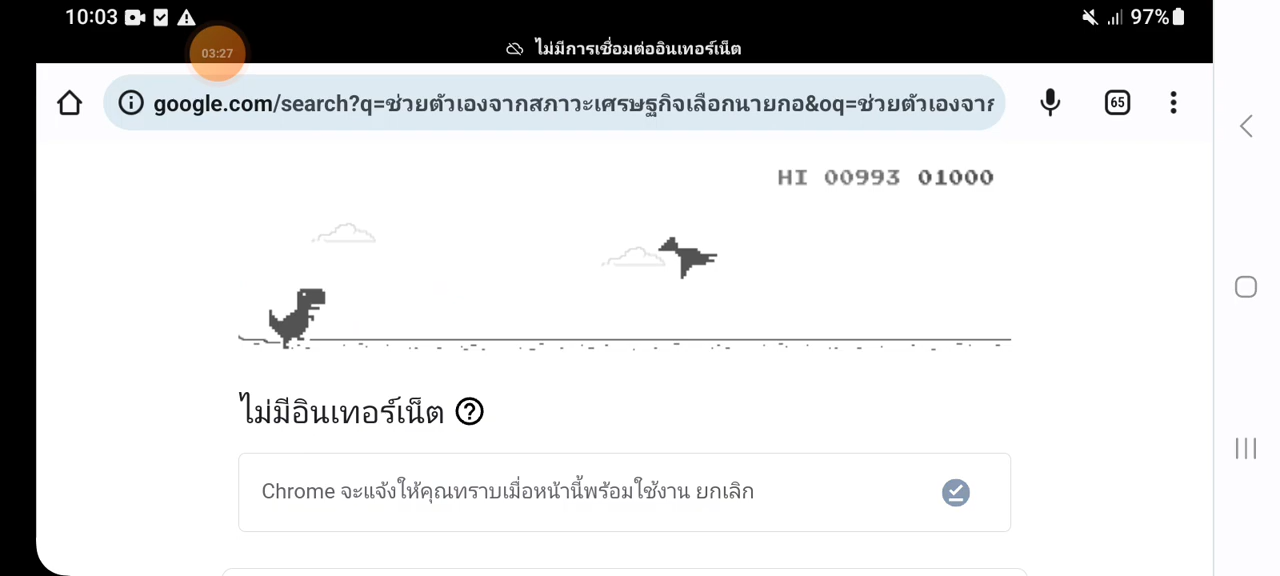 10:03 97%
03:27
ไม่มีการเชื่อมต่ออินเทอร์เน็ต
google.com/search?q=ช่วยตัวเองจากสภาวะเศรษฐกิจเลือกนายกอ&oq=ช่วยตัวเองจาก
65
HI 00993 01000
ไม่มีอินเทอร์เน็ต
Chrome จะแจ้งให้คุณทราบเมื่อหน้านี้พร้อมใช้งาน ยกเลิก